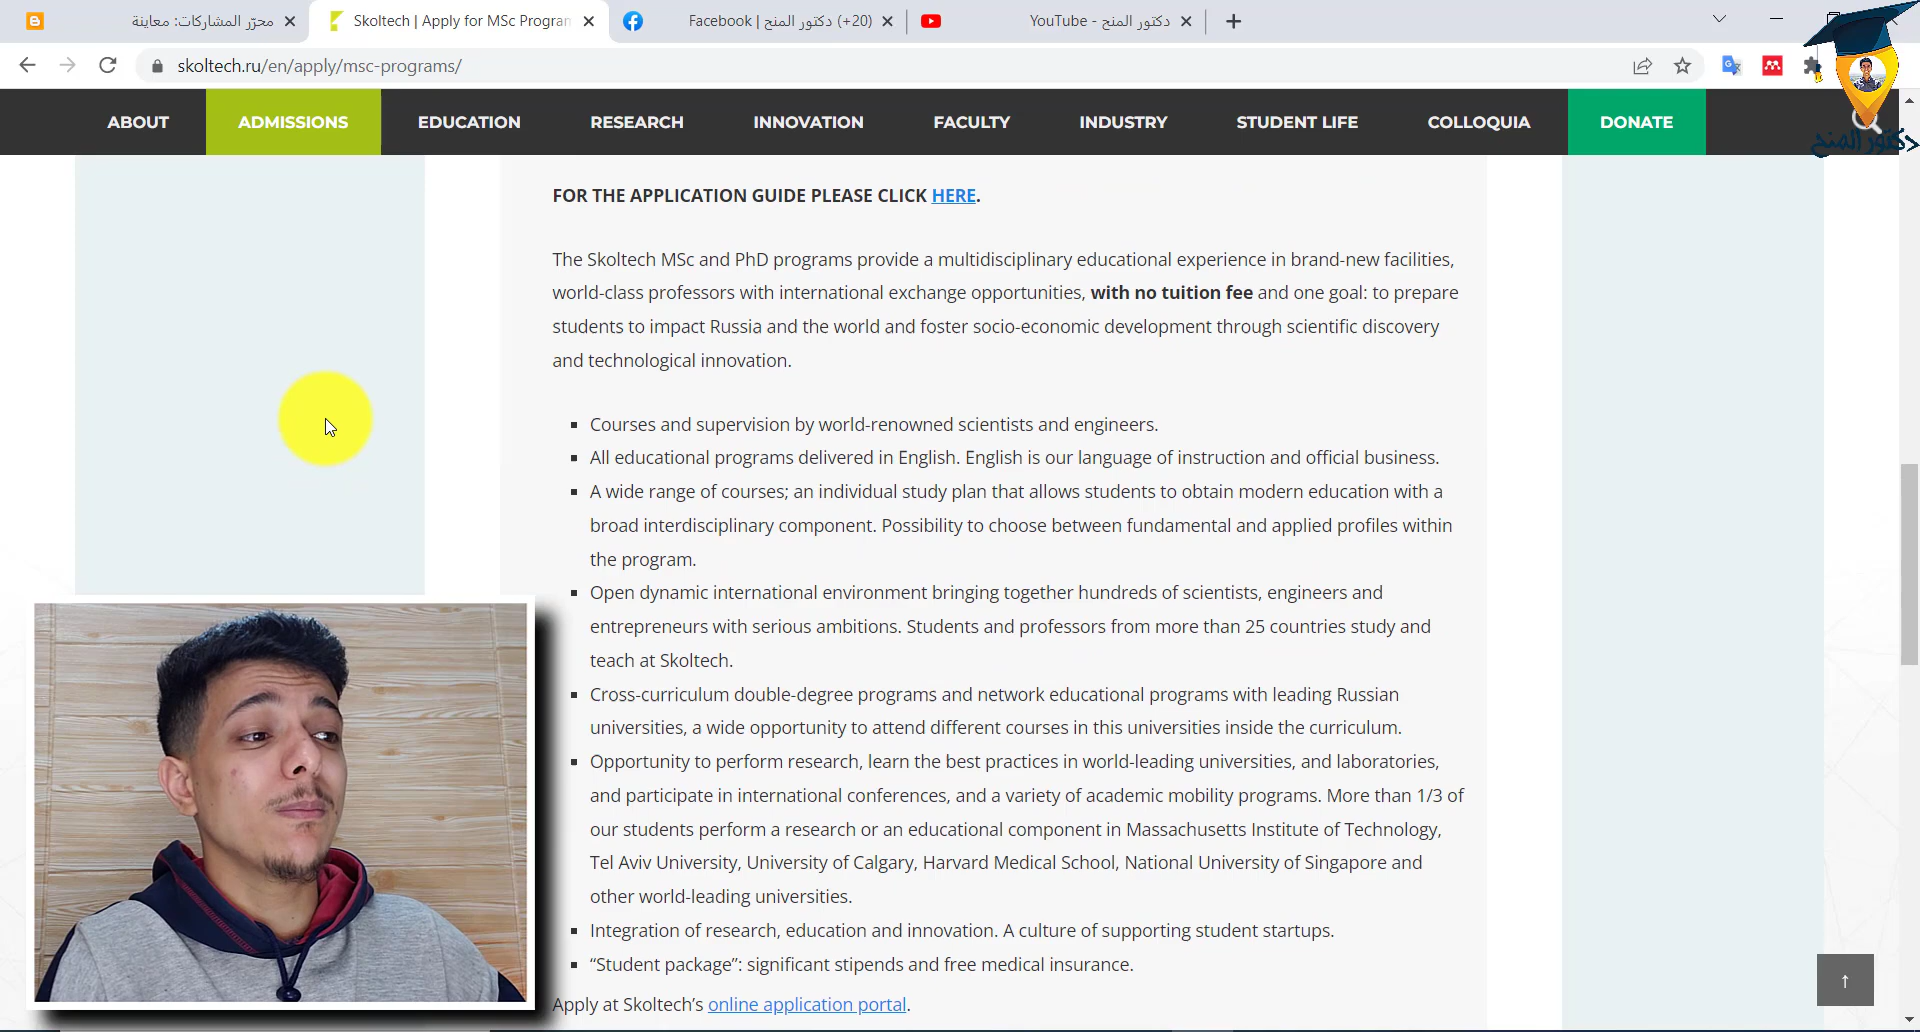 محرّر المشاركات: معاينة
Skoltech | Apply for MSc Program
(20+) دكتور المنح | Facebook
دكتور المنح - YouTube
skoltech.ru/en/apply/msc-programs/
ABOUT ADMISSIONS EDUCATION RESEARCH INNOVATION FACULTY INDUSTRY STUDENT LIFE COLLOQUIA DONATE
دكتور المنح
FOR THE APPLICATION GUIDE PLEASE CLICK HERE.
The Skoltech MSc and PhD programs provide a multidisciplinary educational experience in brand-new facilities,
world-class professors with international exchange opportunities, with no tuition fee and one goal: to prepare
students to impact Russia and the world and foster socio-economic development through scientific discovery
and technological innovation.
Courses and supervision by world-renowned scientists and engineers.
All educational programs delivered in English. English is our language of instruction and official business.
A wide range of courses; an individual study plan that allows students to obtain modern education with a
broad interdisciplinary component. Possibility to choose between fundamental and applied profiles within
the program.
Open dynamic international environment bringing together hundreds of scientists, engineers and
entrepreneurs with serious ambitions. Students and professors from more than 25 countries study and
teach at Skoltech.
Cross-curriculum double-degree programs and network educational programs with leading Russian
universities, a wide opportunity to attend different courses in this universities inside the curriculum.
Opportunity to perform research, learn the best practices in world-leading universities, and laboratories,
and participate in international conferences, and a variety of academic mobility programs. More than 1/3 of
our students perform a research or an educational component in Massachusetts Institute of Technology,
Tel Aviv University, University of Calgary, Harvard Medical School, National University of Singapore and
other world-leading universities.
Integration of research, education and innovation. A culture of supporting student startups.
“Student package”: significant stipends and free medical insurance.
Apply at Skoltech’s online application portal.